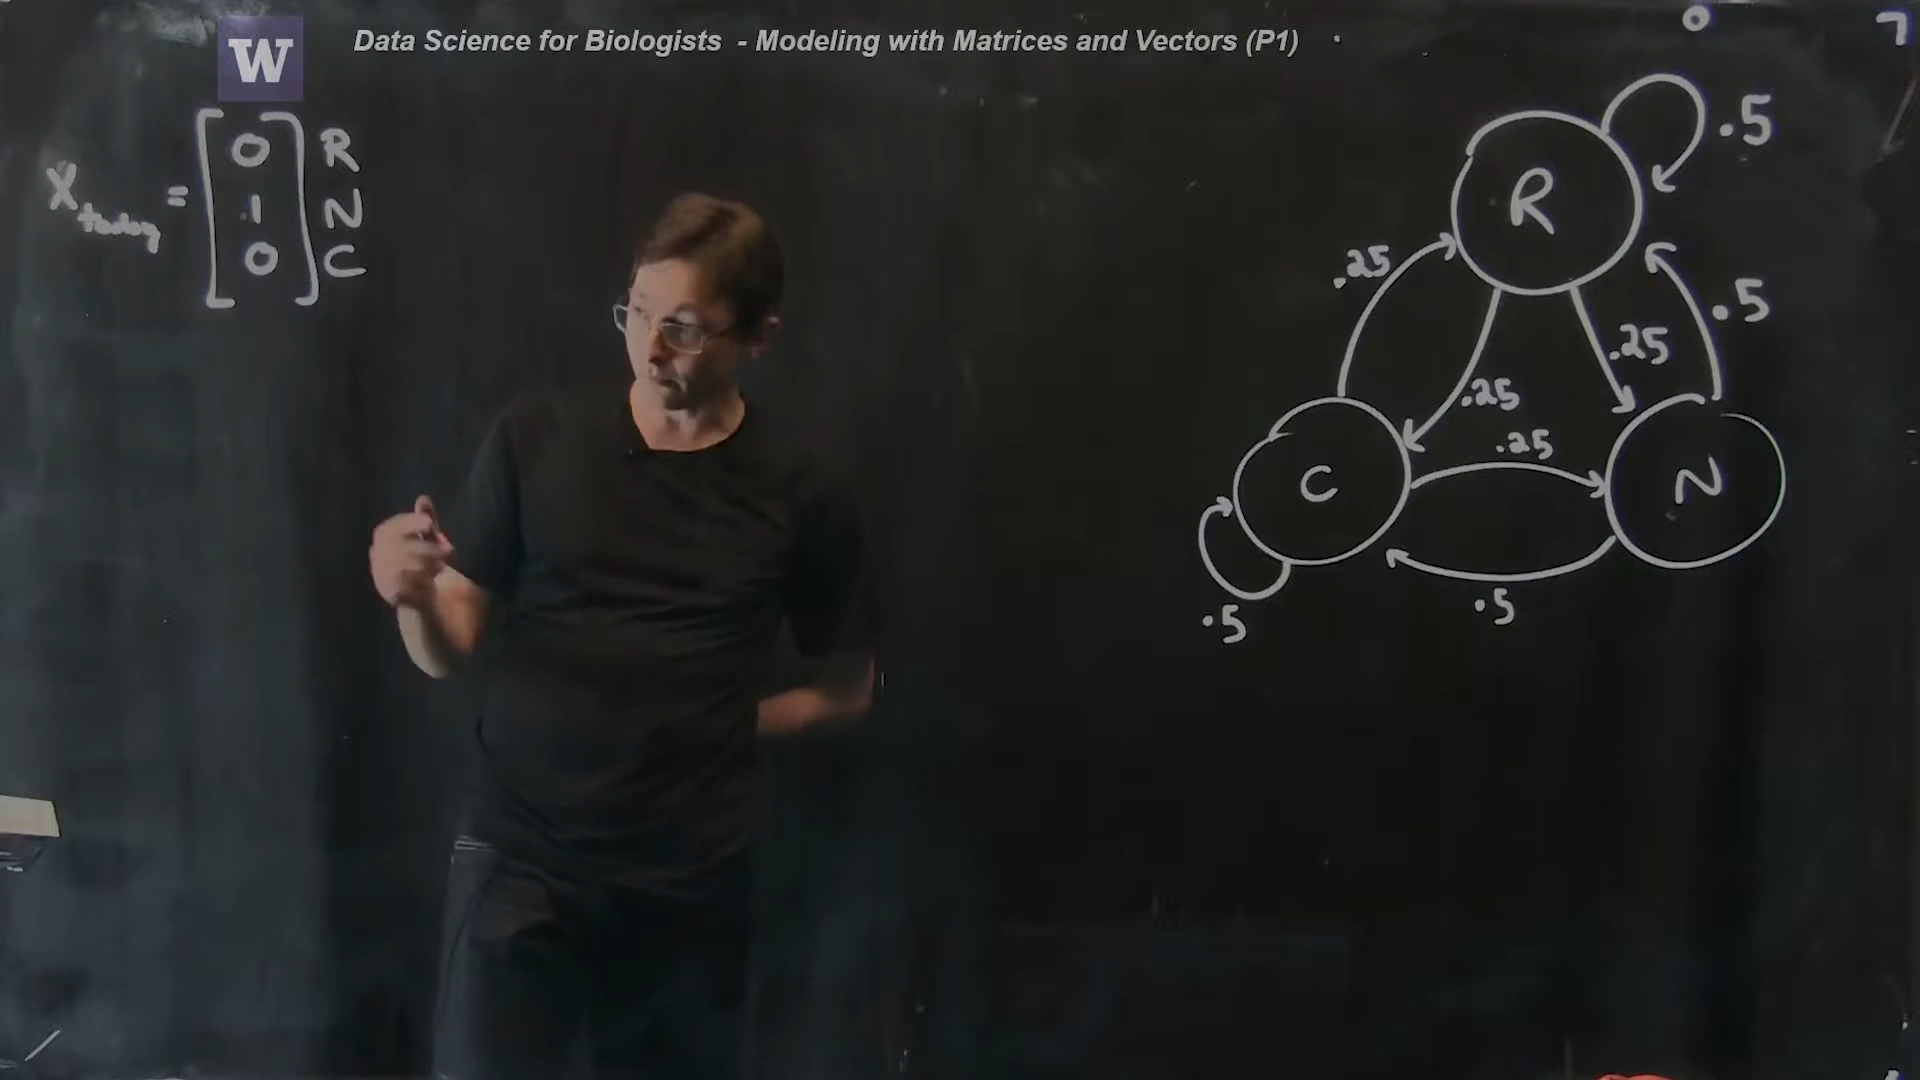 W Data Science for Biologists - Modeling with Matrices and Vectors (P1)
X today = [ 0 ] R
1 N
0 C
.5
R
.25
.5
.25
.25
.25
C
N
.5
.5